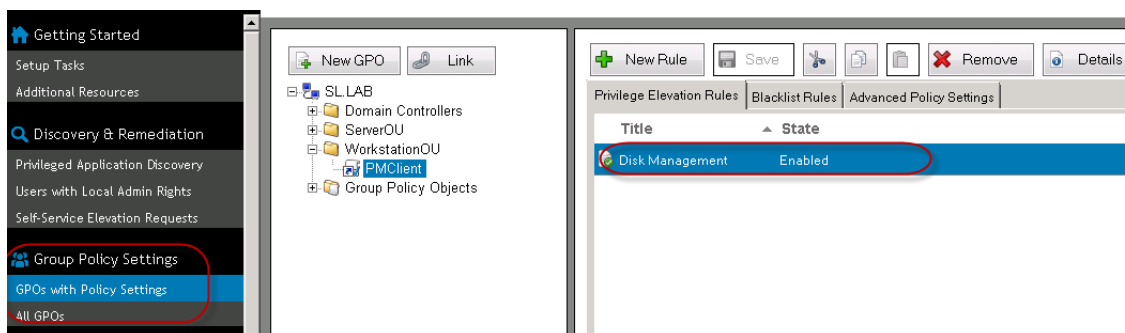 Getting Started
Setup Tasks
Additional Resources
Discovery & Remediation
Privileged Application Discovery
Users with Local Admin Rights
Self-Service Elevation Requests
Group Policy Settings
GPOs with Policy Settings
All GPOs
New GPO Link
SL.LAB
Domain Controllers
ServerOU
WorkstationOU
PMClient
Group Policy Objects
New Rule Save Remove Details
Privilege Elevation Rules Blacklist Rules Advanced Policy Settings
Title State
Disk Management Enabled